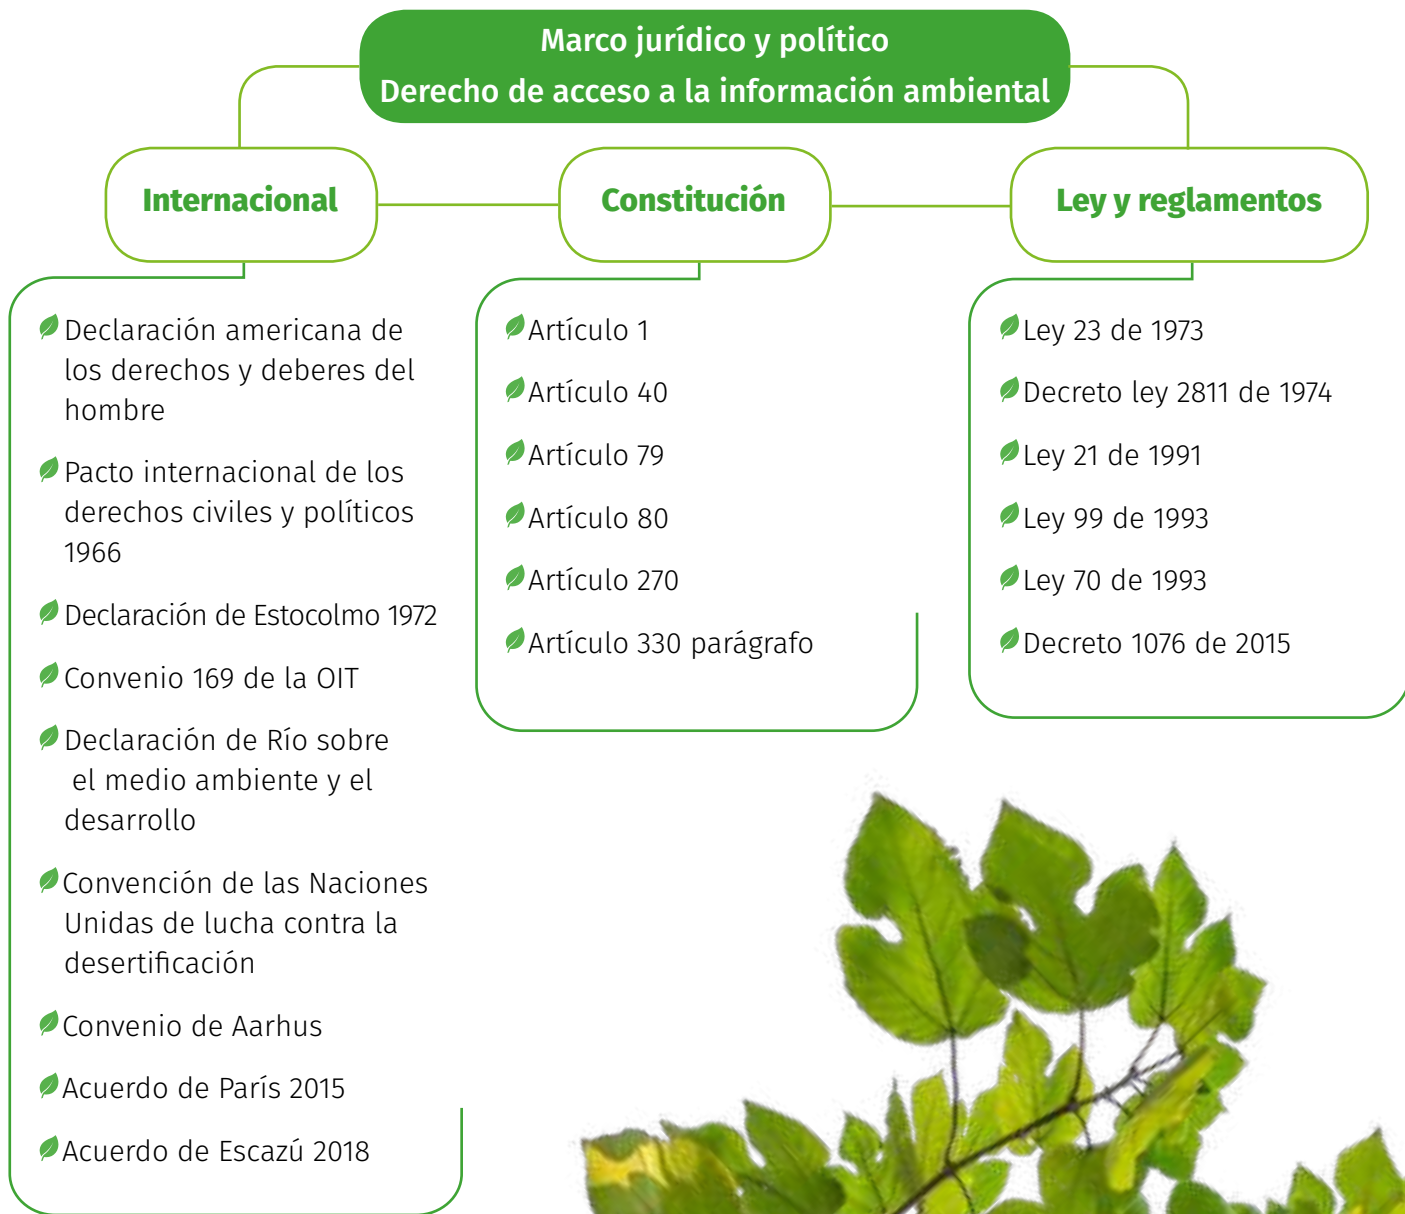 Marco jurídico y político
Derecho de acceso a la información ambiental
Internacional
Declaración americana de
los derechos y deberes del
hombre
Pacto internacional de los
derechos civiles y políticos
1966
Declaración de Estocolmo 1972
Convenio 169 de la OIT
Declaración de Río sobre
el medio ambiente y el
desarrollo
Convención de las Naciones
Unidas de lucha contra la
desertificación
Convenio de Aarhus
Acuerdo de París 2015
Acuerdo de Escazú 2018
Constitución
Artículo 1
Artículo 40
Artículo 79
Artículo 80
Artículo 270
Artículo 330 parágrafo
Ley y reglamentos
Ley 23 de 1973
Decreto ley 2811 de 1974
Ley 21 de 1991
Ley 99 de 1993
Ley 70 de 1993
Decreto 1076 de 2015